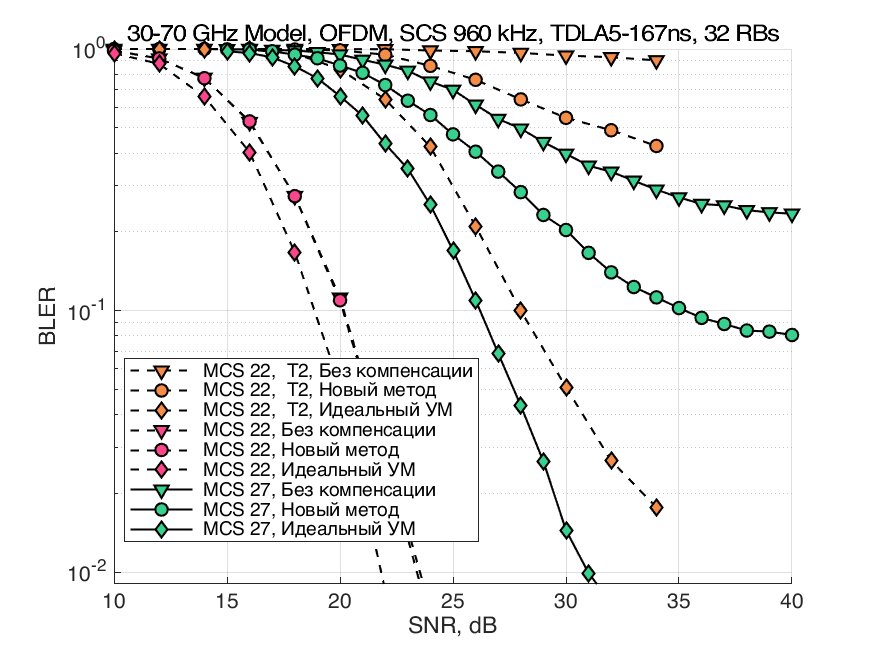 30-70 GHz Model, OFDM, SCS 960 kHz, TDLA5-167ns, 32 RBs
10⁰
10⁻¹
10⁻²
BLER
MCS 22, T2, Без компенсации
MCS 22, T2, Новый метод
MCS 22, T2, Идеальный УМ
MCS 22, Без компенсации
MCS 22, Новый метод
MCS 22, Идеальный УМ
MCS 27, Без компенсации
MCS 27, Новый метод
MCS 27, Идеальный УМ
10 15 20 25 30 35 40
SNR, dB